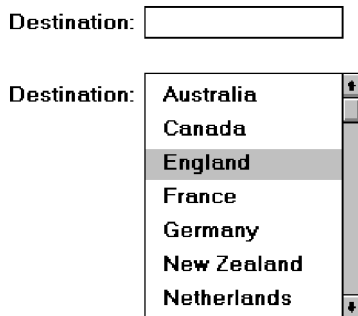 Destination:
Destination:
Australia
Canada
England
France
Germany
New Zealand
Netherlands